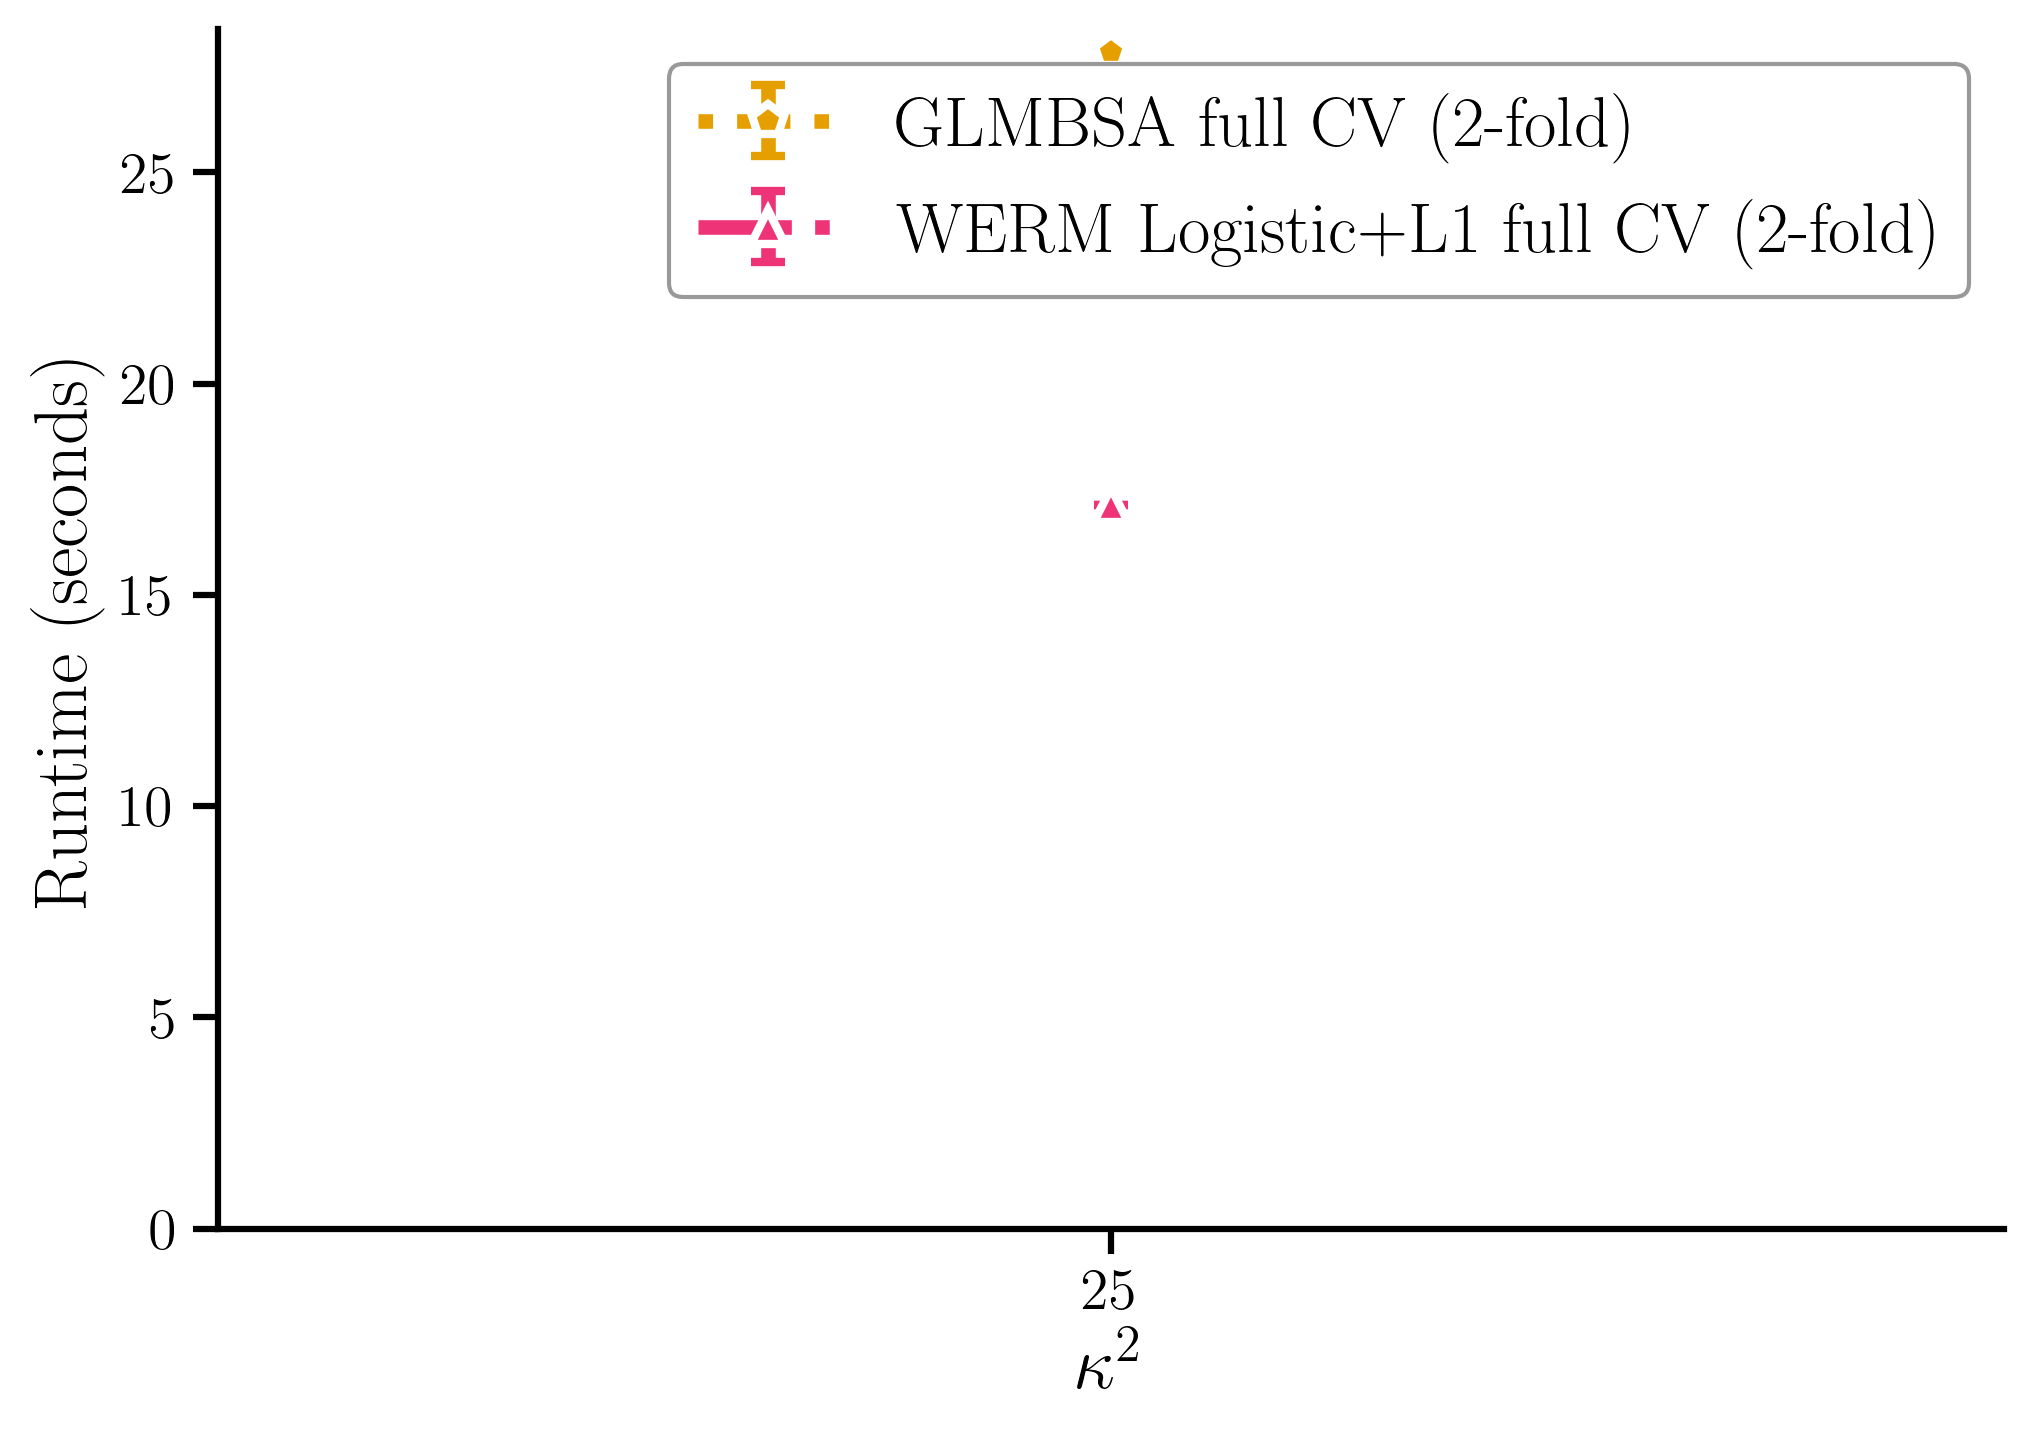 GLMBSA full CV (2-fold)
WERM Logistic+L1 full CV (2-fold)
Runtime (seconds)
25
20
15
10
5
0
25
κ²